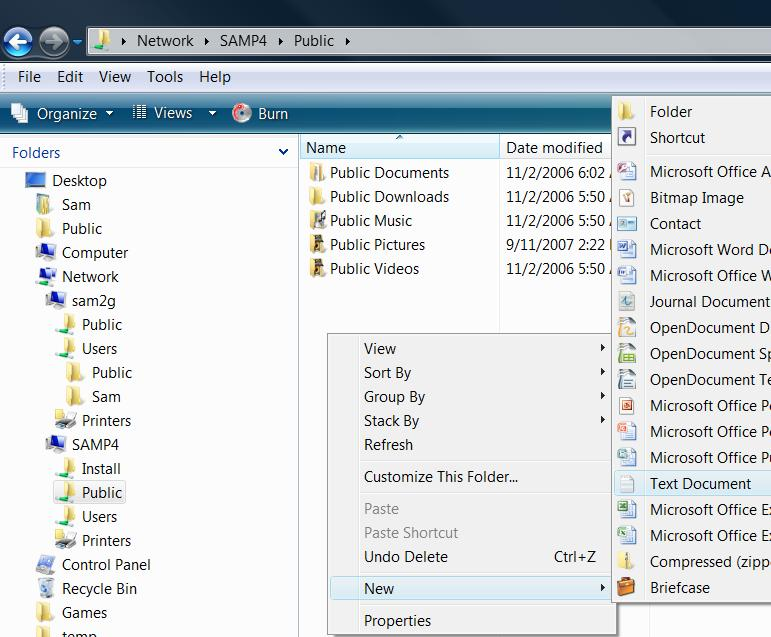 Network SAMP4 Public
File Edit View Tools Help
Organize Views Burn
Folders
Desktop
Sam
Public
Computer
Network
sam2g
Public
Users
Public
Sam
Printers
SAMP4
Install
Public
Users
Printers
Control Panel
Recycle Bin
Games
temp
Name Date modified
Public Documents 11/2/2006 6:02
Public Downloads 11/2/2006 5:50
Public Music 11/2/2006 5:50
Public Pictures 9/11/2007 2:22
Public Videos 11/2/2006 5:50
View
Sort By
Group By
Stack By
Refresh
Customize This Folder...
Paste
Paste Shortcut
Undo Delete Ctrl+Z
New
Properties
Folder
Shortcut
Microsoft Office A
Bitmap Image
Contact
Microsoft Word Do
Microsoft Office W
Journal Document
OpenDocument D
OpenDocument Sp
OpenDocument Te
Microsoft Office Po
Microsoft Office Po
Microsoft Office Pu
Text Document
Microsoft Office Ex
Microsoft Office Ex
Compressed (zipp
Briefcase